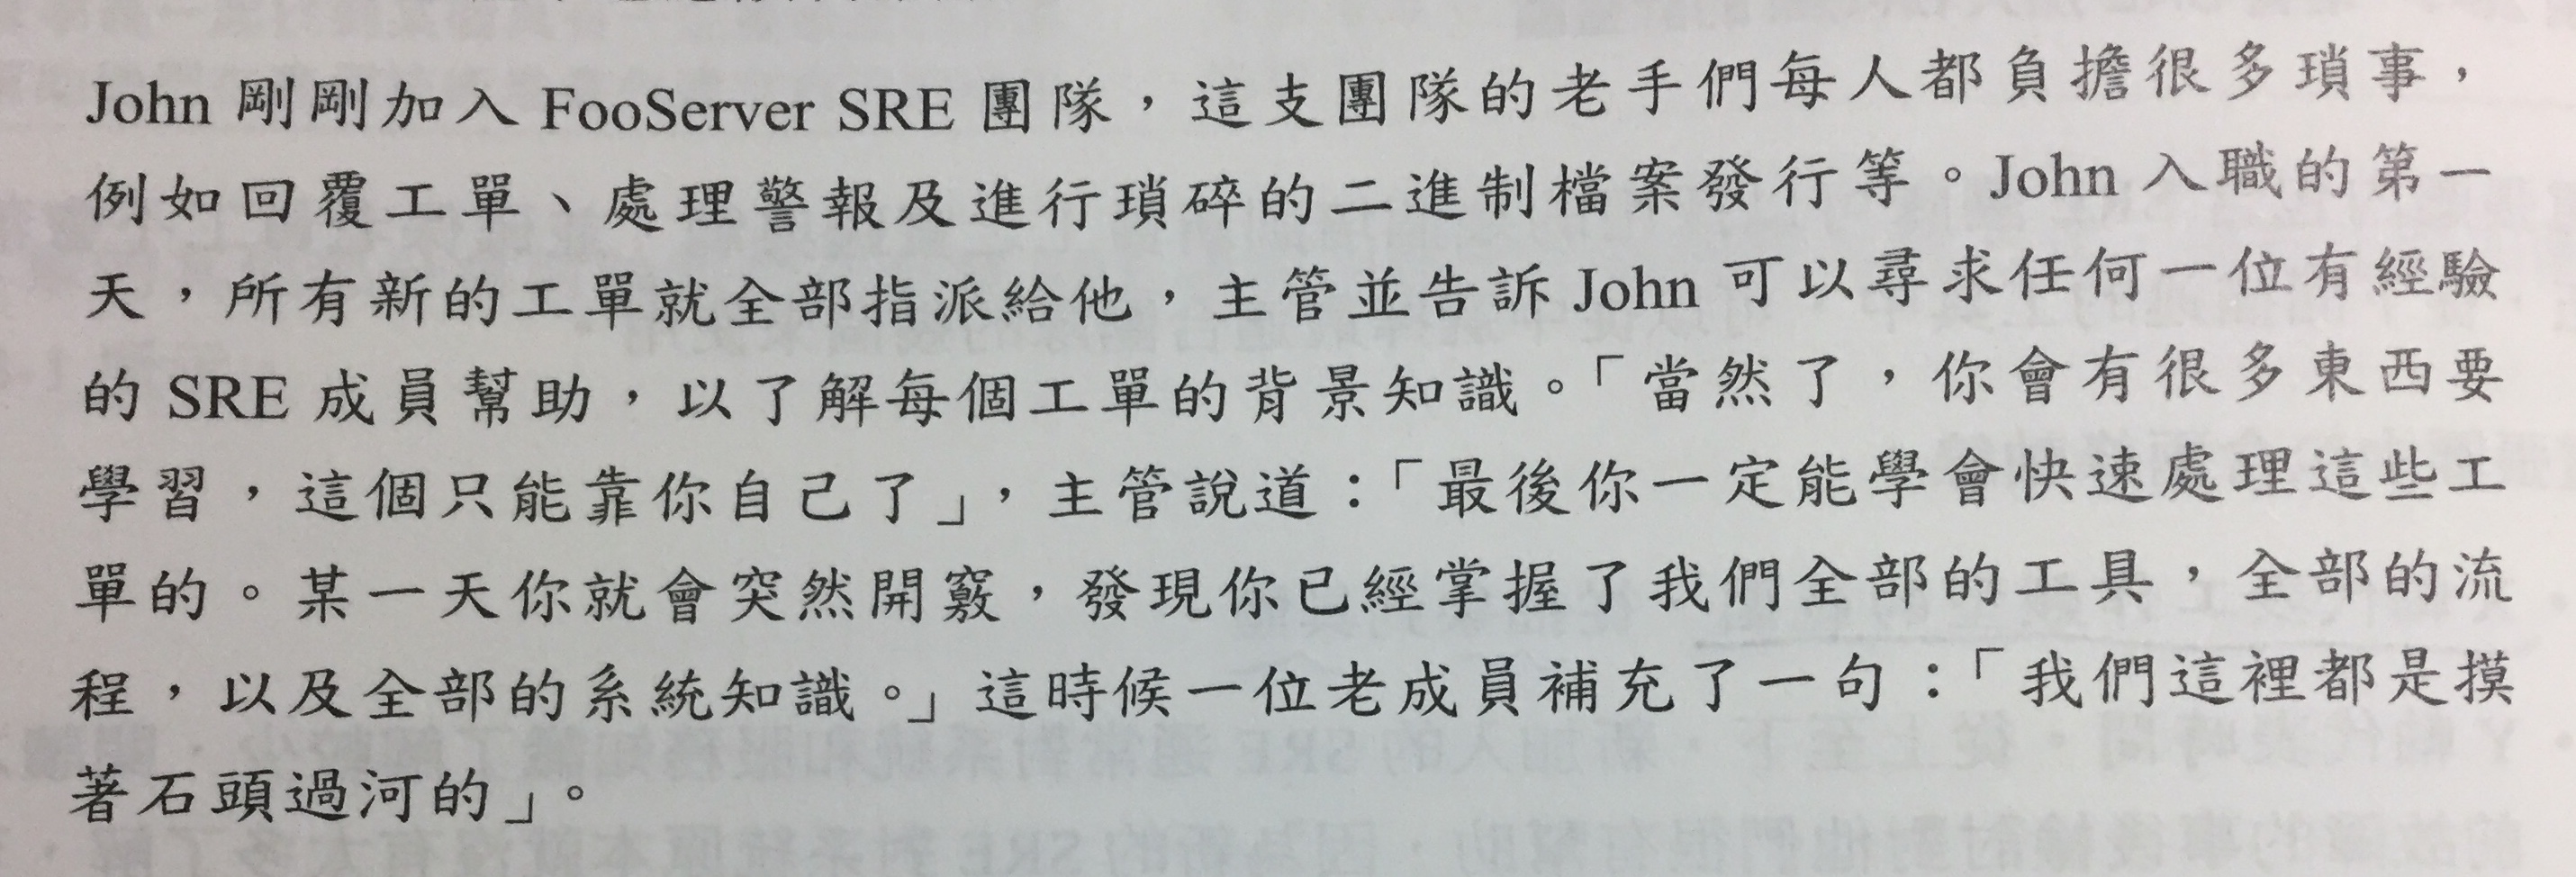 John 剛剛加入 FooServer SRE 團隊，這支團隊的老手們每人都負擔很多瑣事，
例如回覆工單、處理警報及進行瑣碎的二進制檔案發行等。John 入職的第一
天，所有新的工單就全部指派給他，主管並告訴 John 可以尋求任何一位有經驗
的 SRE 成員幫助，以了解每個工單的背景知識。「當然了，你會有很多東西要
學習，這個只能靠你自己了」，主管說道：「最後你一定能學會快速處理這些工
單的。某一天你就會突然開竅，發現你已經掌握了我們全部的工具，全部的流
程，以及全部的系統知識。」這時候一位老成員補充了一句：「我們這裡都是摸
著石頭過河的」。